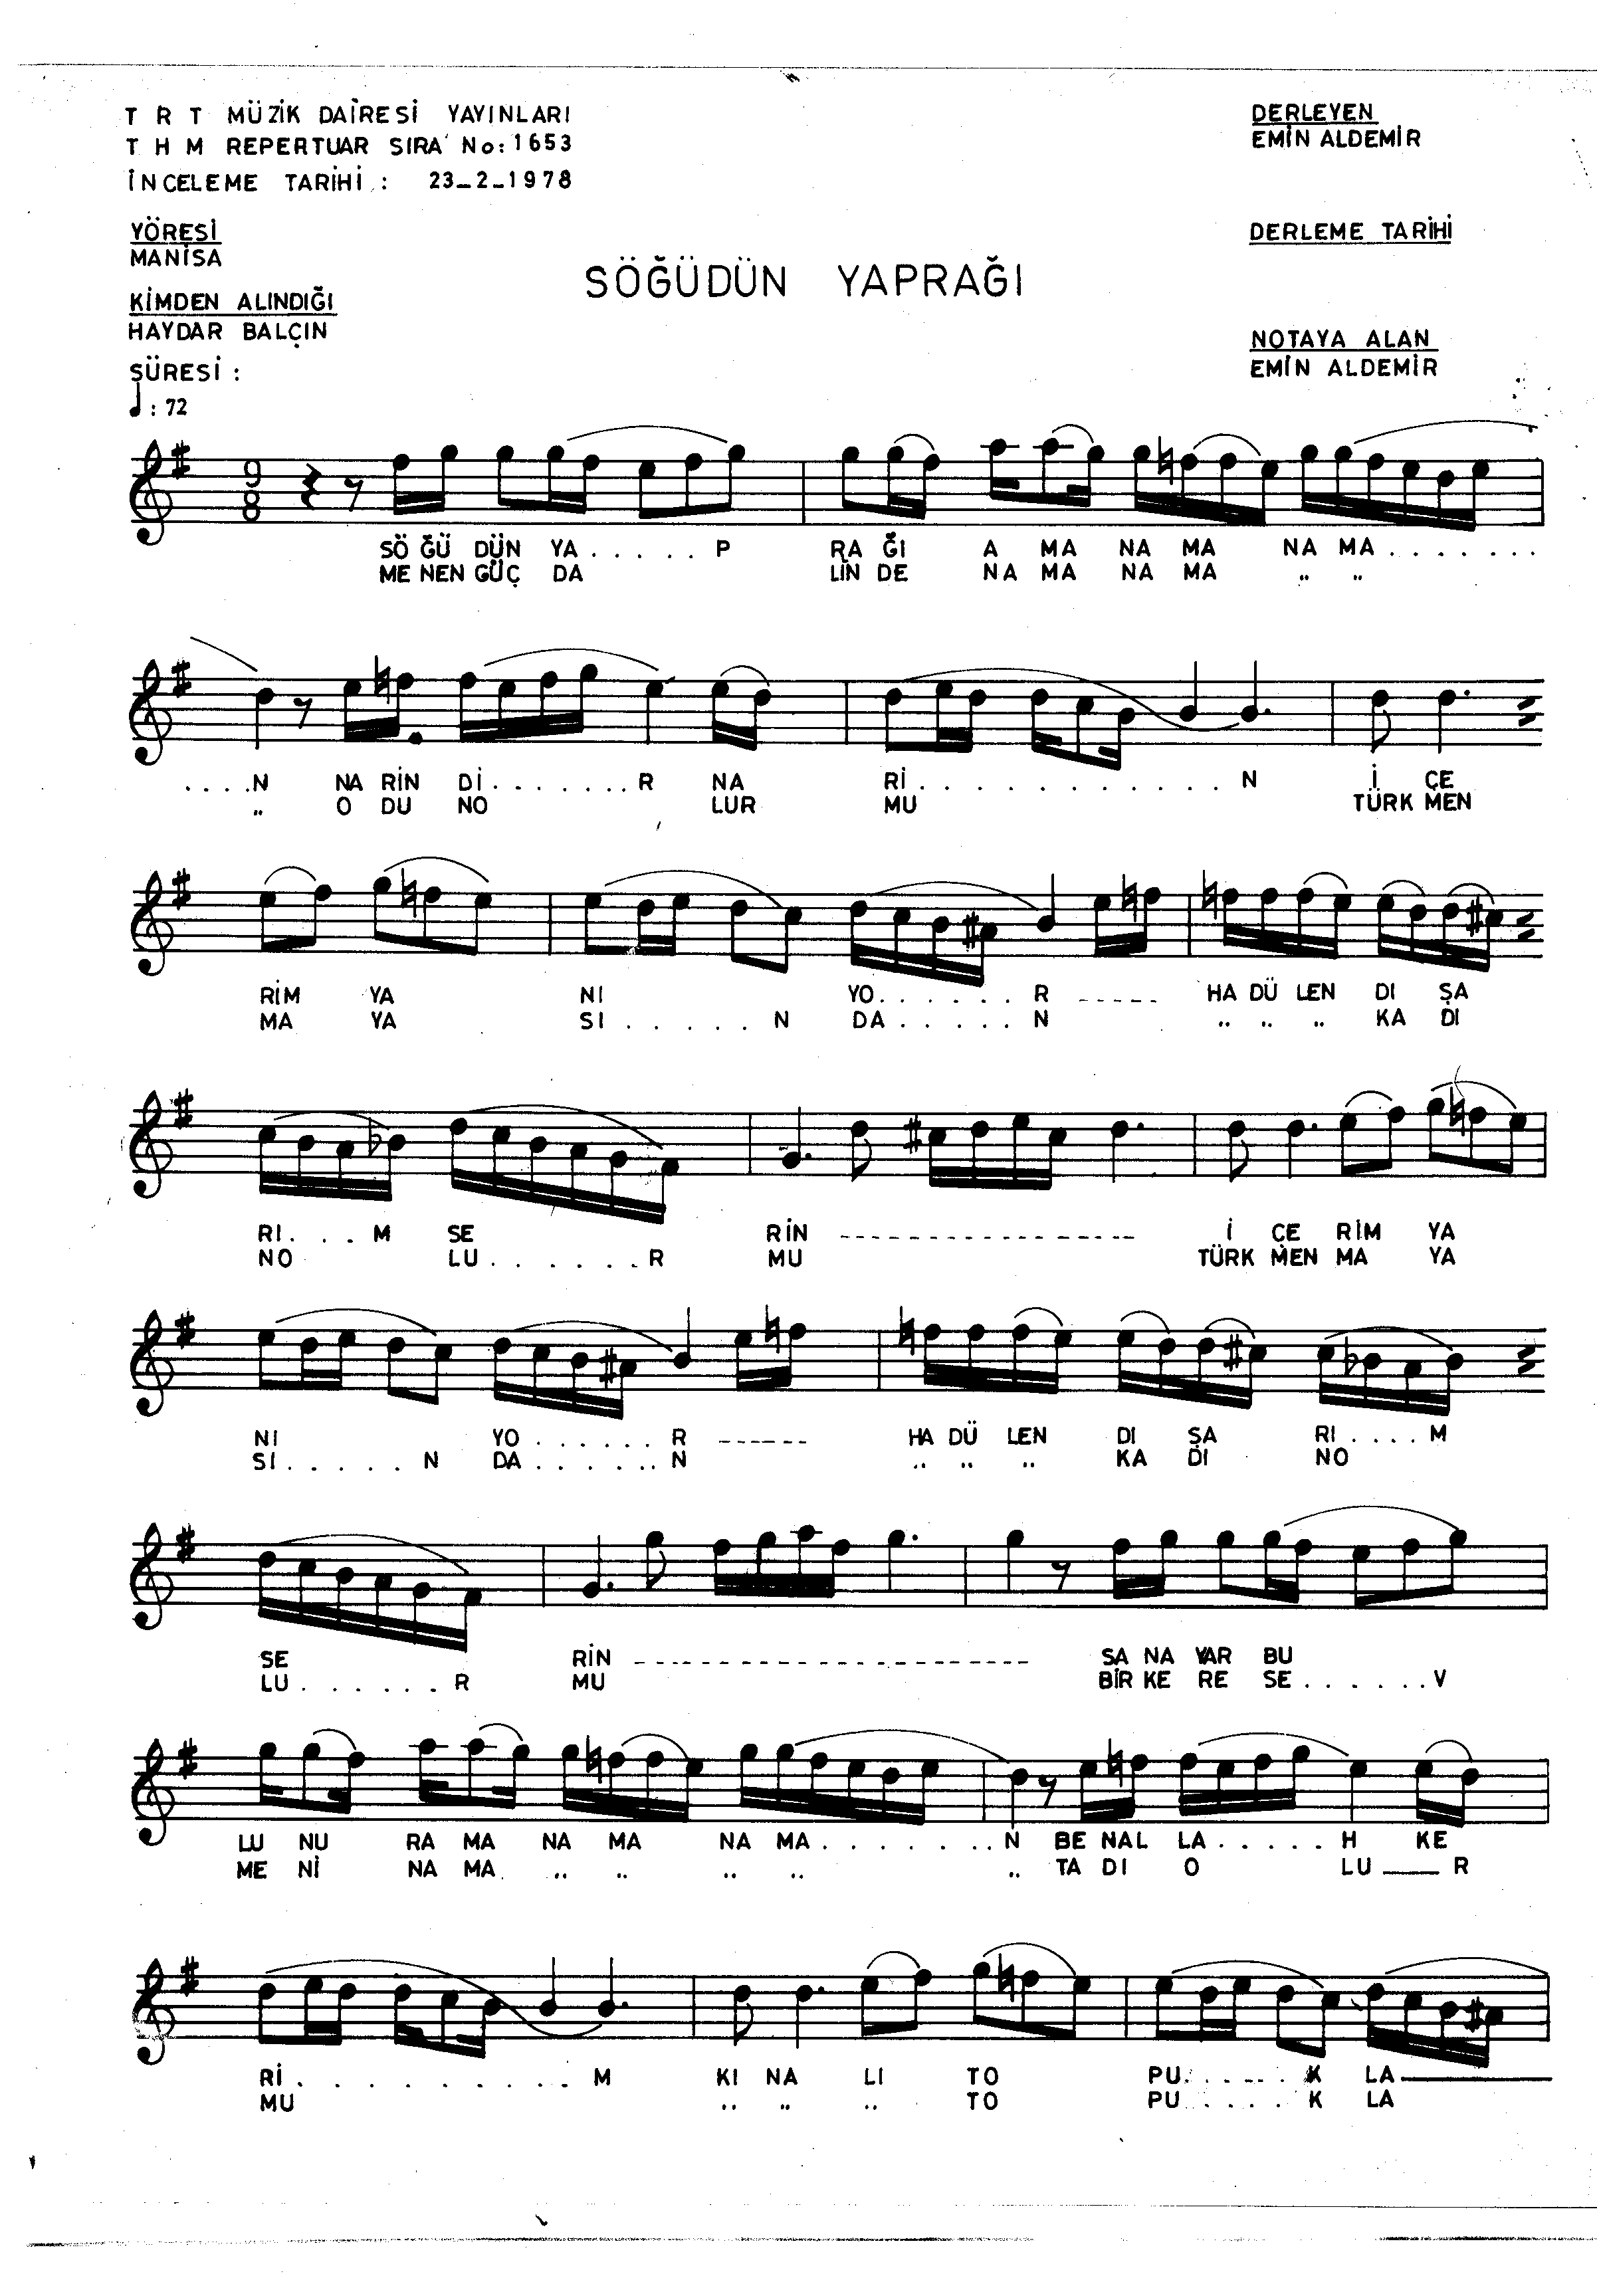 T R T MÜZİK DAİRESİ YAYINLARI
T H M REPERTUAR SIRA No: 1653
İNCELEME TARİHİ : 23_2_1978
DERLEYEN
EMİN ALDEMİR
YÖRESİ
MANİSA
DERLEME TARİHİ
SÖĞÜDÜN YAPRAĞI
KİMDEN ALINDIĞI
HAYDAR BALÇIN
NOTAYA ALAN
EMİN ALDEMİR
SÜRESİ :
: 72
9
8
SÖ ĞÜ DÜN YA . . . . . P RA ĞI A MA NA MA NA MA . . . . . . .
ME NEN GÜÇ DA LİN DE NA MA NA MA .. ..
. . . . N NA RİN Dİ . . . . . . . R NA Rİ . . . . . . . . . . . . N İ ÇE
.. O DU NO LUR MU TÜRK MEN
RİM YA NI YO . . . . . . R _ _ _ _ _ HA DÜ LEN DI ŞA
MA YA SI . . . . . N DA . . . . . N .. .. .. KA DI
RI . . . M SE RİN _ _ _ _ _ _ _ _ _ _ _ _ _ _ _ İ ÇE RİM YA
NO LU . . . . . . R MU TÜRK MEN MA YA
NI YO . . . . . . R _ _ _ _ _ _ HA DÜ LEN DI ŞA RI . . . . M
SI . . . . . N DA . . . . . . N .. .. .. KA DI NO
SE RİN _ _ _ _ _ _ _ _ _ _ _ _ _ _ _ _ _ _ SA NA YAR BU
LU . . . . . . R MU BİR KE RE SE . . . . . . V
LU NU RA MA NA MA NA MA . . . . . . . N BE NAL LA . . . . . H KE
ME Nİ NA MA .. .. .. .. .. TA DI O LU ___ R
Rİ . . . . . . . . . M KI NA LI TO PU . . . . . K LA ______
MU .. .. .. TO PU . . . . . K LA